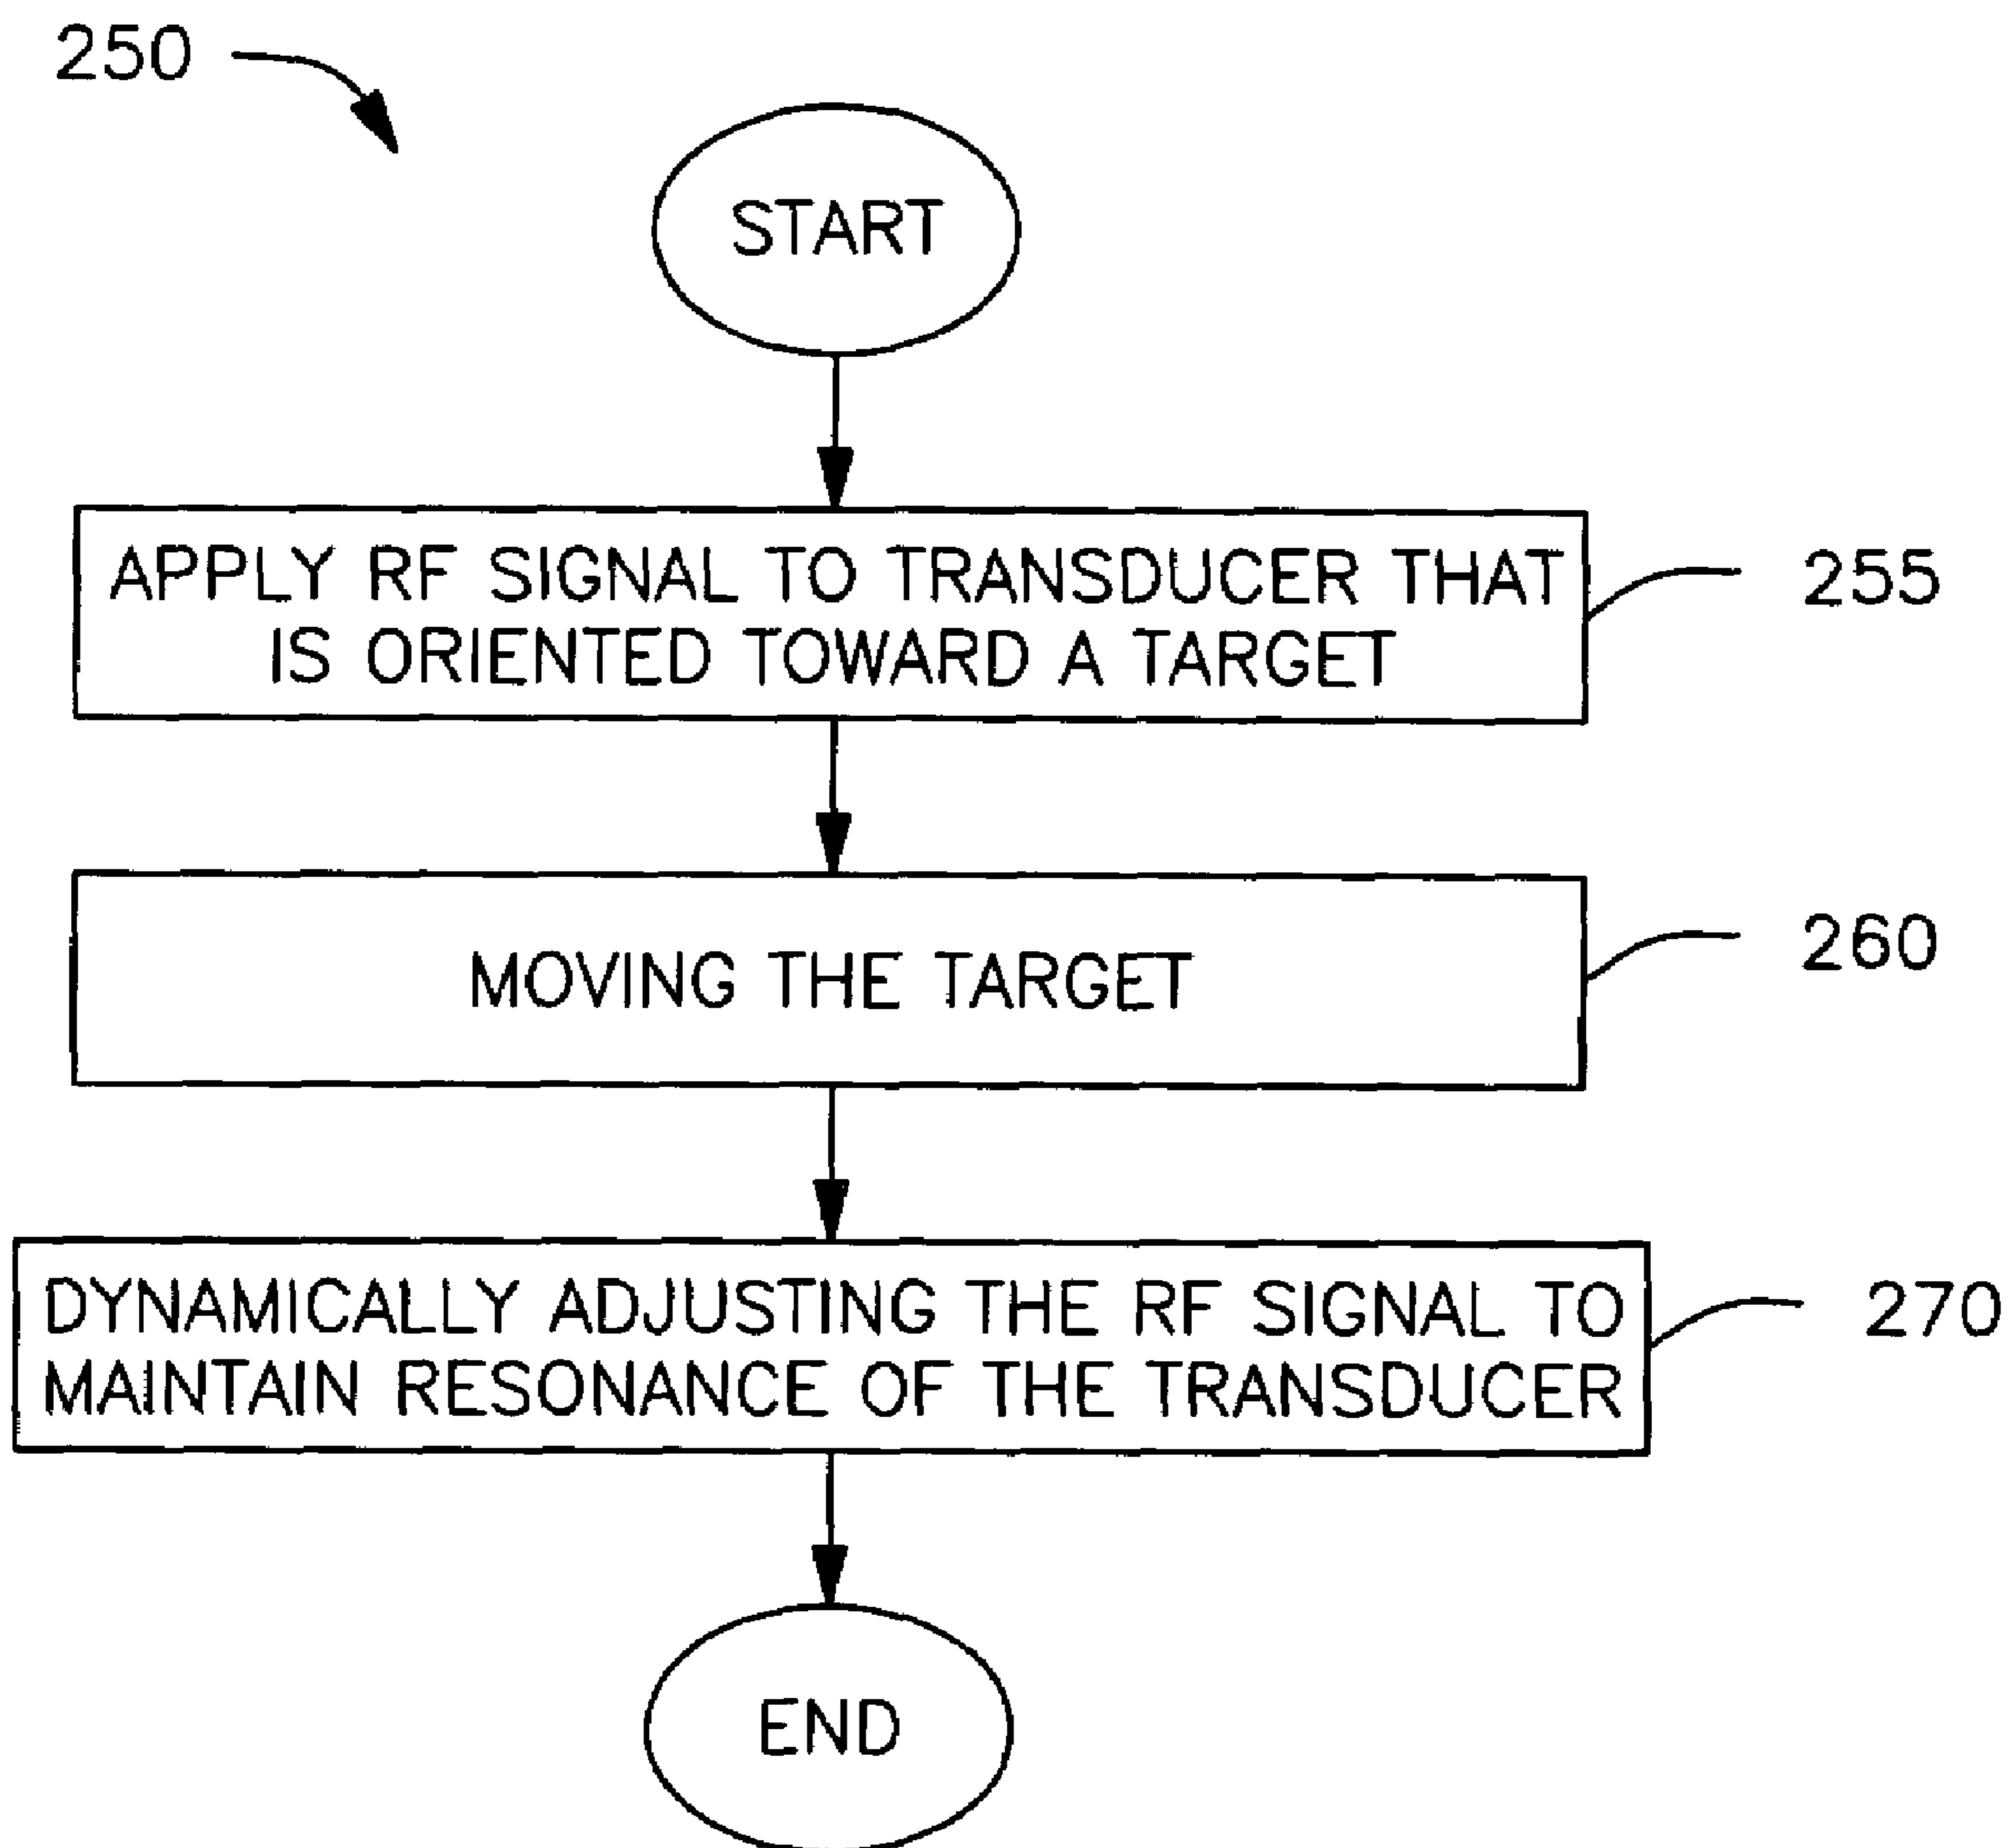 250
START
APPLY RF SIGNAL TO TRANSDUCER THAT
IS ORIENTED TOWARD A TARGET
255
MOVING THE TARGET
260
DYNAMICALLY ADJUSTING THE RF SIGNAL TO
MAINTAIN RESONANCE OF THE TRANSDUCER
270
END